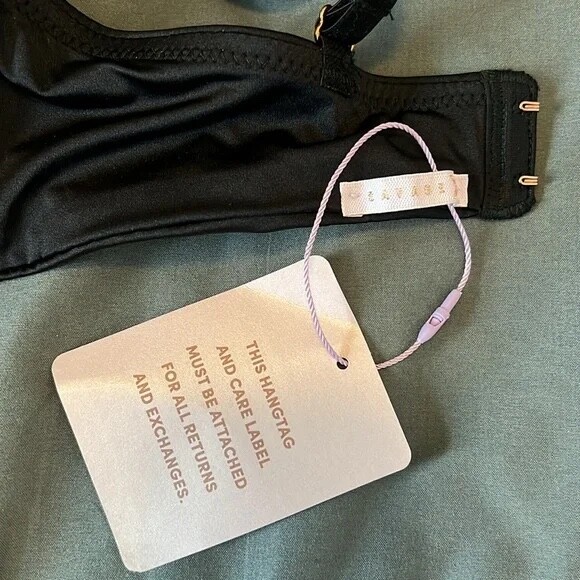 SAVAGE
THIS HANGTAG
AND CARE LABEL
MUST BE ATTACHED
FOR ALL RETURNS
AND EXCHANGES.